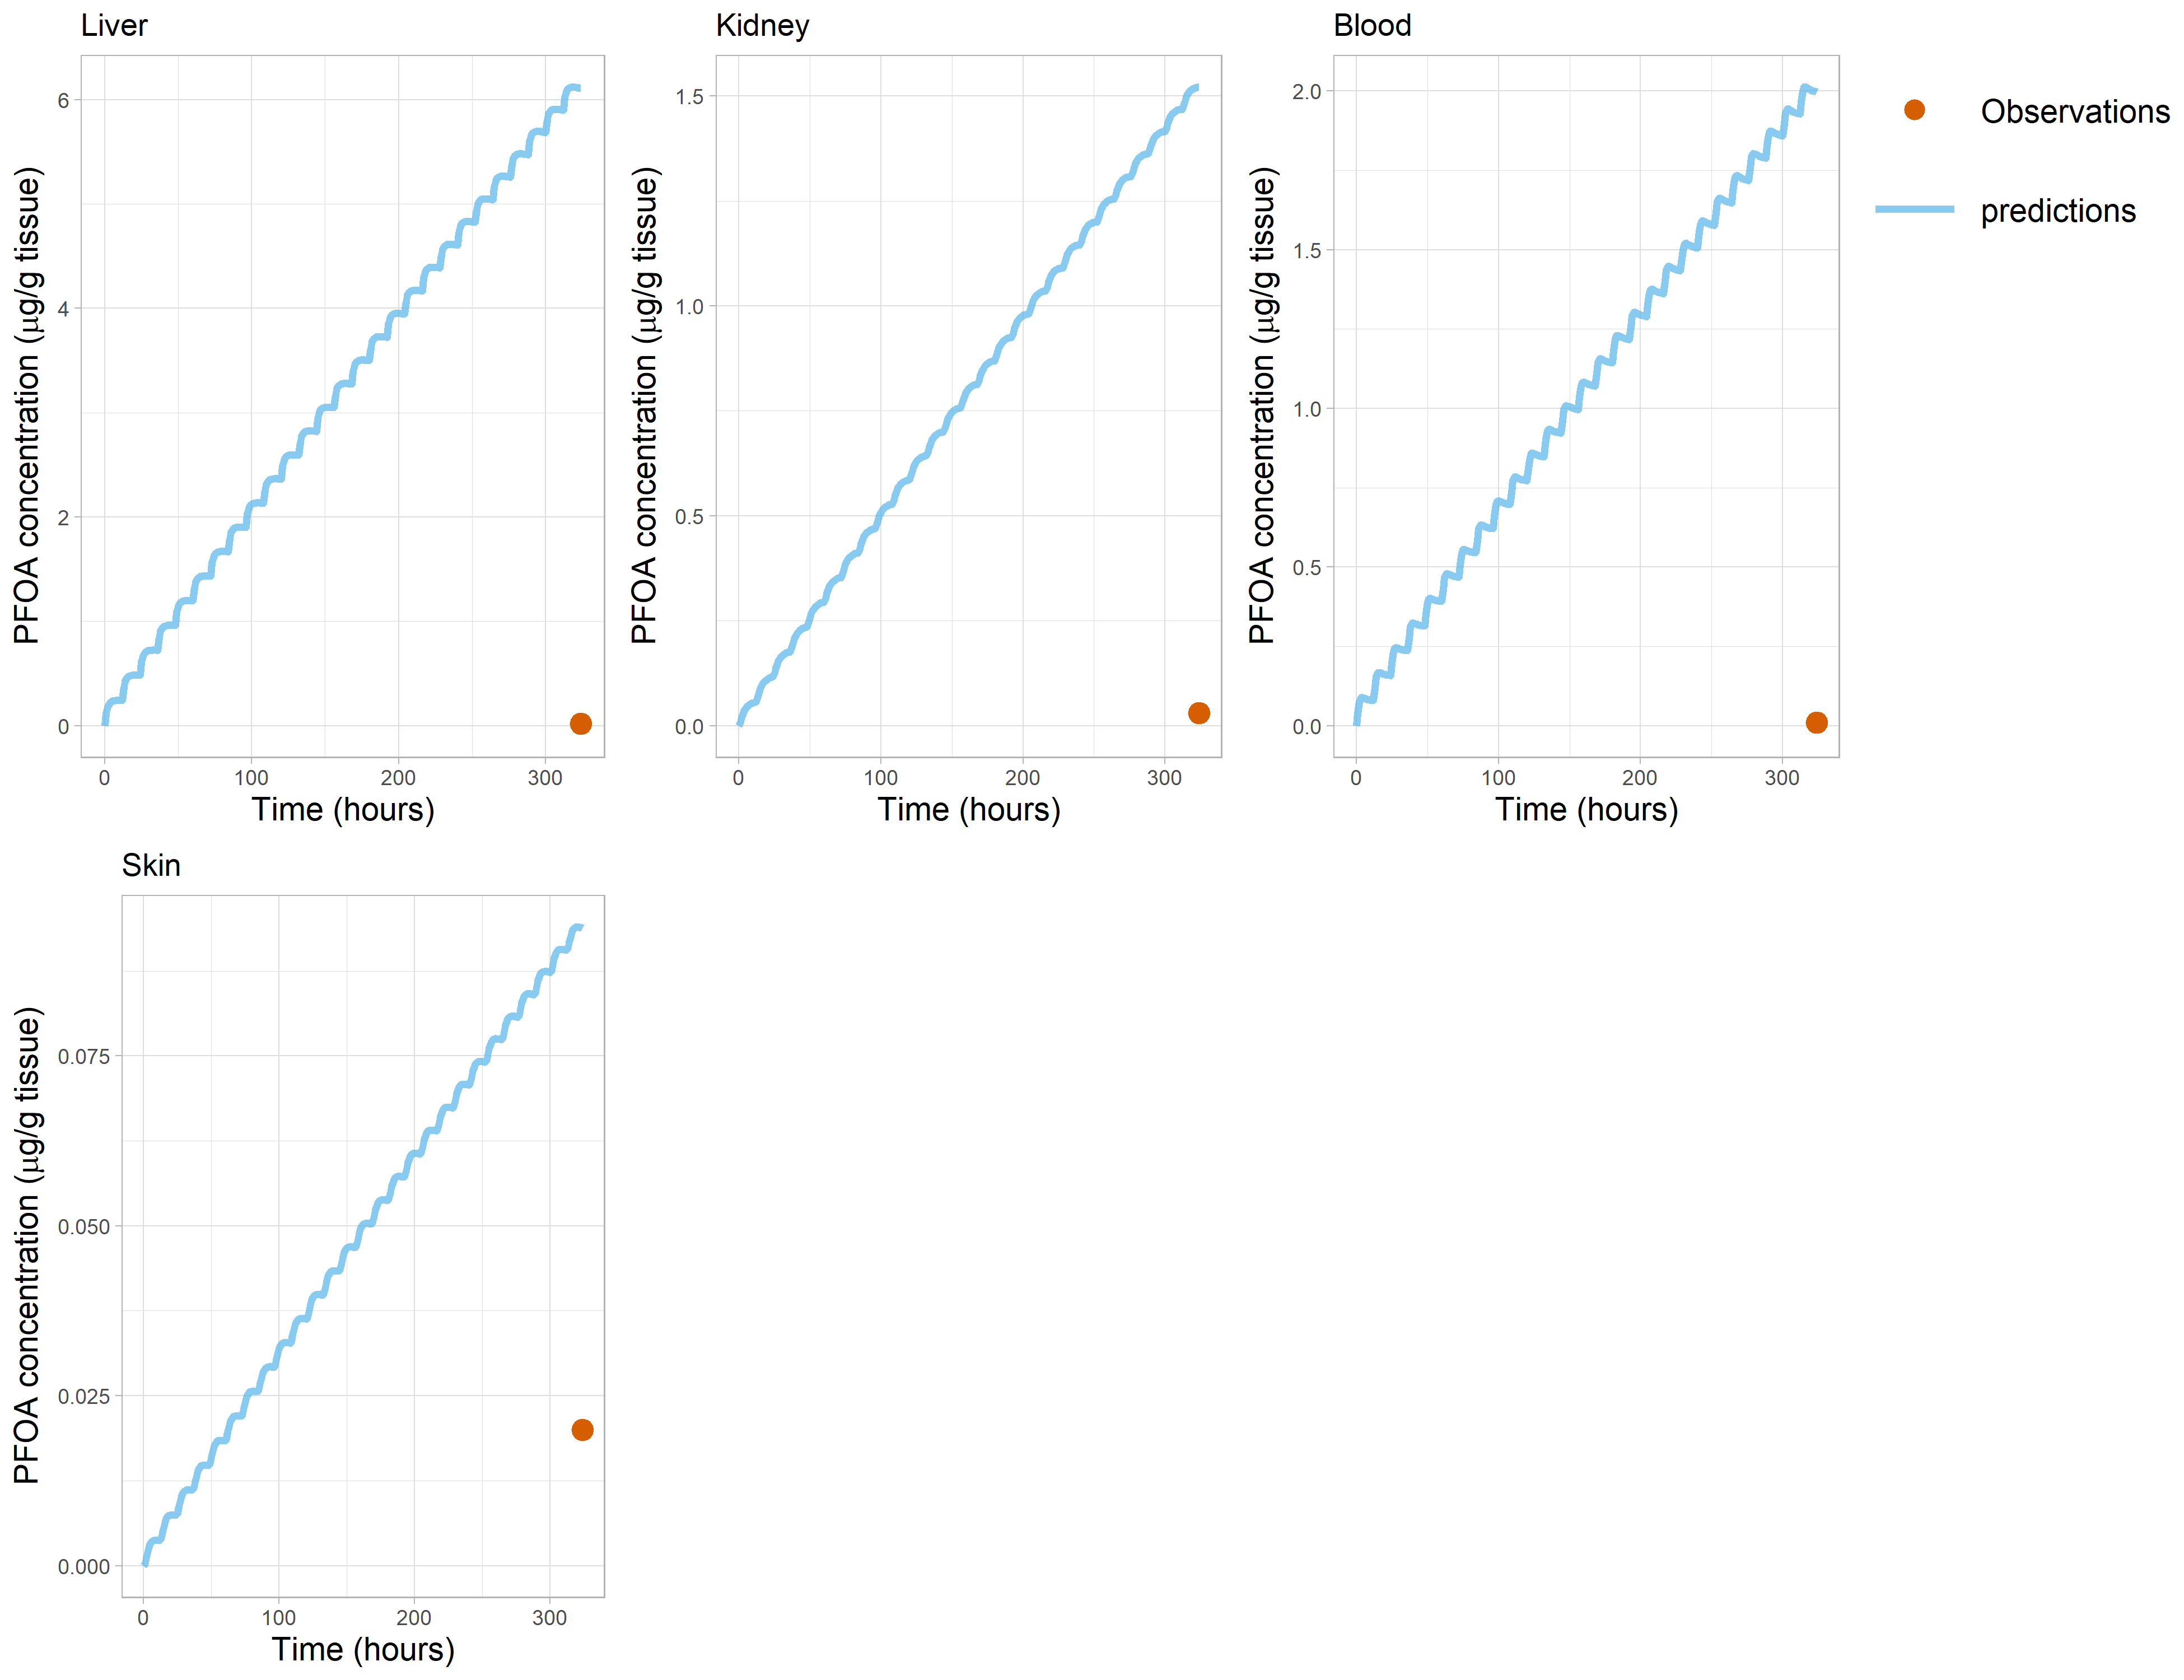 Liver
PFOA concentration (μg/g tissue)
6
4
2
0
0 100 200 300
Time (hours)
Kidney
PFOA concentration (μg/g tissue)
1.5
1.0
0.5
0.0
0 100 200 300
Time (hours)
Blood
PFOA concentration (μg/g tissue)
2.0
1.5
1.0
0.5
0.0
0 100 200 300
Time (hours)
Observations
predictions
Skin
PFOA concentration (μg/g tissue)
0.075
0.050
0.025
0.000
0 100 200 300
Time (hours)